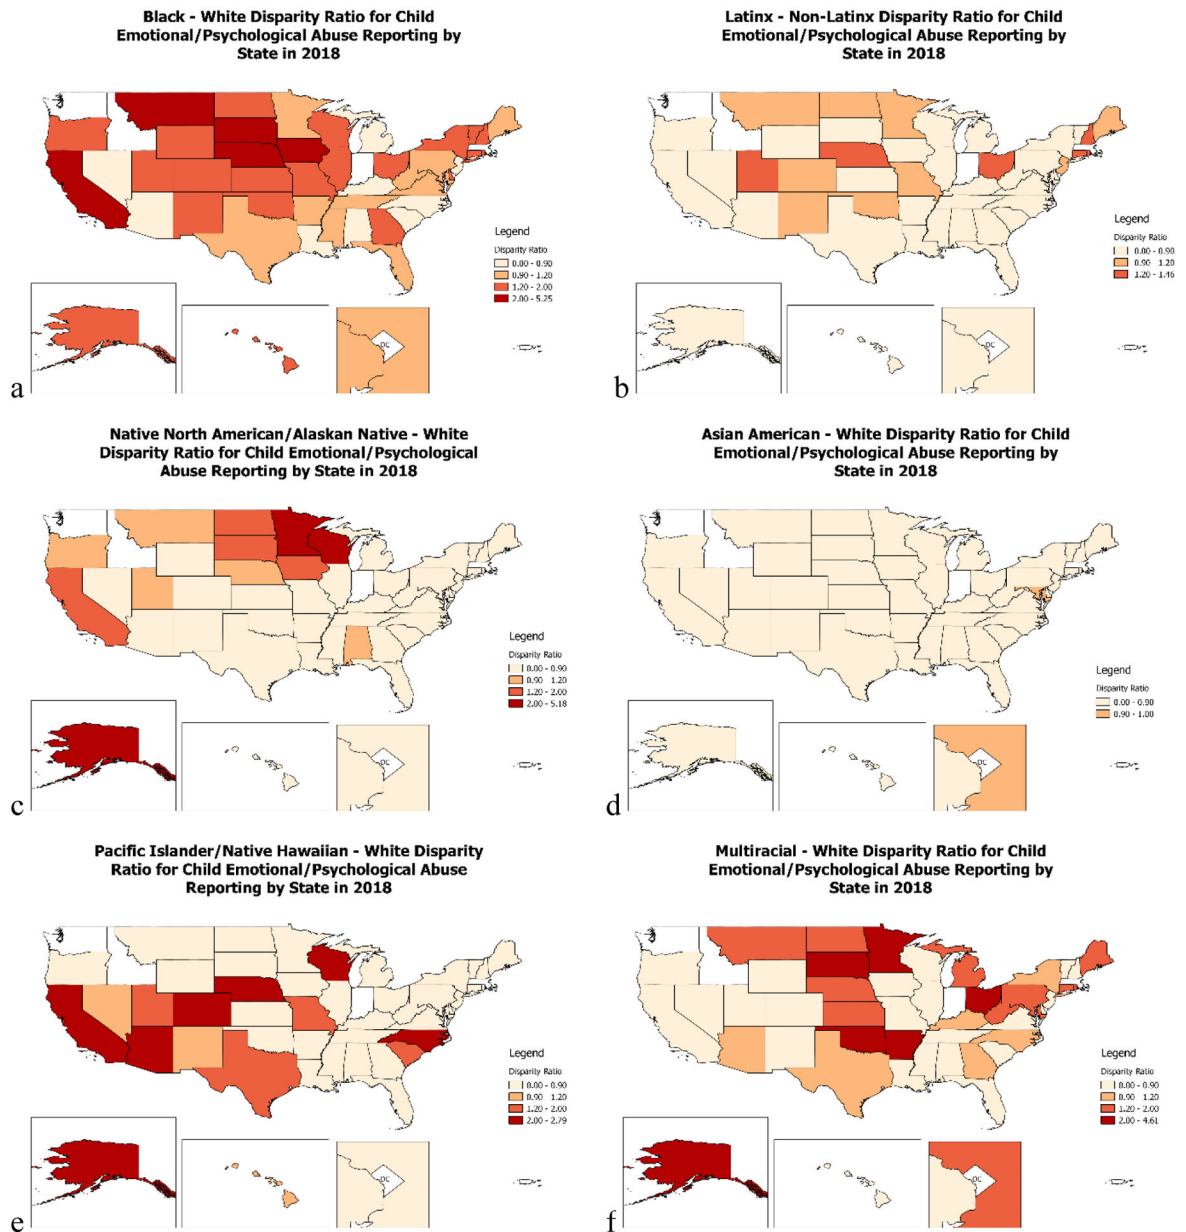 Black - White Disparity Ratio for Child
Emotional/Psychological Abuse Reporting by
State in 2018
Legend
Disparity Ratio
0.00 - 0.90
0.90 - 1.20
1.20 - 2.00
2.00 - 5.25
DC
a
Latinx - Non-Latinx Disparity Ratio for Child
Emotional/Psychological Abuse Reporting by
State in 2018
Legend
Disparity Ratio
0.00 - 0.90
0.90 - 1.20
1.20 - 1.46
DC
b
Native North American/Alaskan Native - White
Disparity Ratio for Child Emotional/Psychological
Abuse Reporting by State in 2018
Legend
Disparity Ratio
0.00 - 0.90
0.90 - 1.20
1.20 - 2.00
2.00 - 5.18
DC
c
Asian American - White Disparity Ratio for Child
Emotional/Psychological Abuse Reporting by
State in 2018
Legend
Disparity Ratio
0.00 - 0.90
0.90 - 1.00
DC
d
Pacific Islander/Native Hawaiian - White Disparity
Ratio for Child Emotional/Psychological Abuse
Reporting by State in 2018
Legend
Disparity Ratio
0.00 - 0.90
0.90 - 1.20
1.20 - 2.00
2.00 - 2.79
DC
e
Multiracial - White Disparity Ratio for Child
Emotional/Psychological Abuse Reporting by
State in 2018
Legend
Disparity Ratio
0.00 - 0.90
0.90 - 1.20
1.20 - 2.00
2.00 - 4.61
DC
f